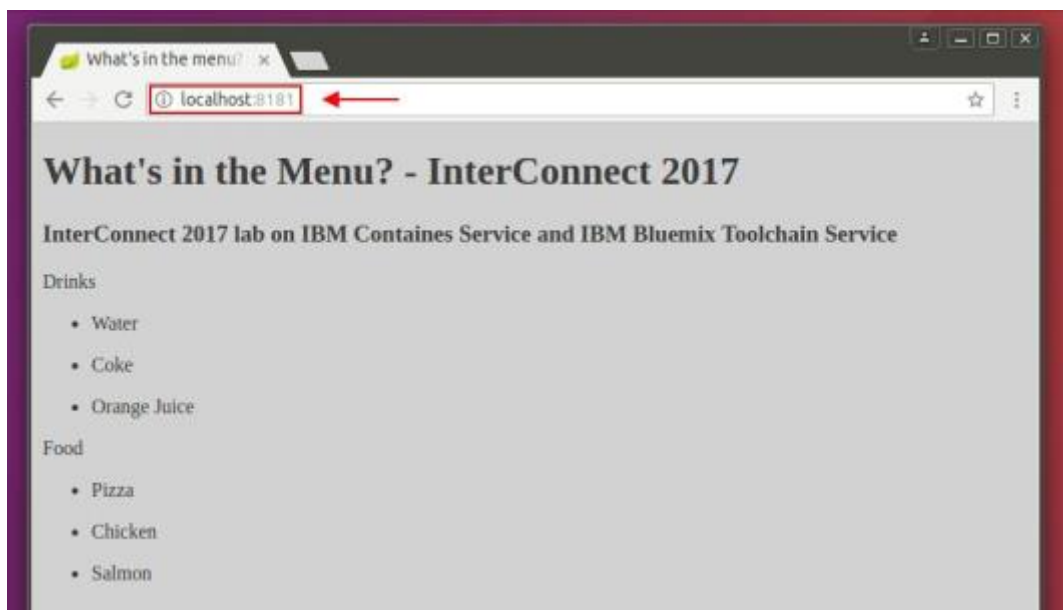 What's in the menu?
localhost:8181
What's in the Menu? - InterConnect 2017
InterConnect 2017 lab on IBM Containes Service and IBM Bluemix Toolchain Service
Drinks
• Water
• Coke
• Orange Juice
Food
• Pizza
• Chicken
• Salmon